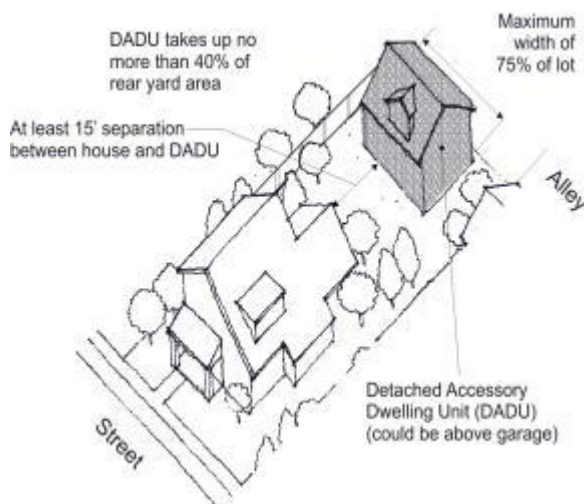 DADU takes up no
more than 40% of
rear yard area
Maximum
width of
75% of lot
At least 15' separation
between house and DADU
Alley
Detached Accessory
Dwelling Unit (DADU)
(could be above garage)
Street